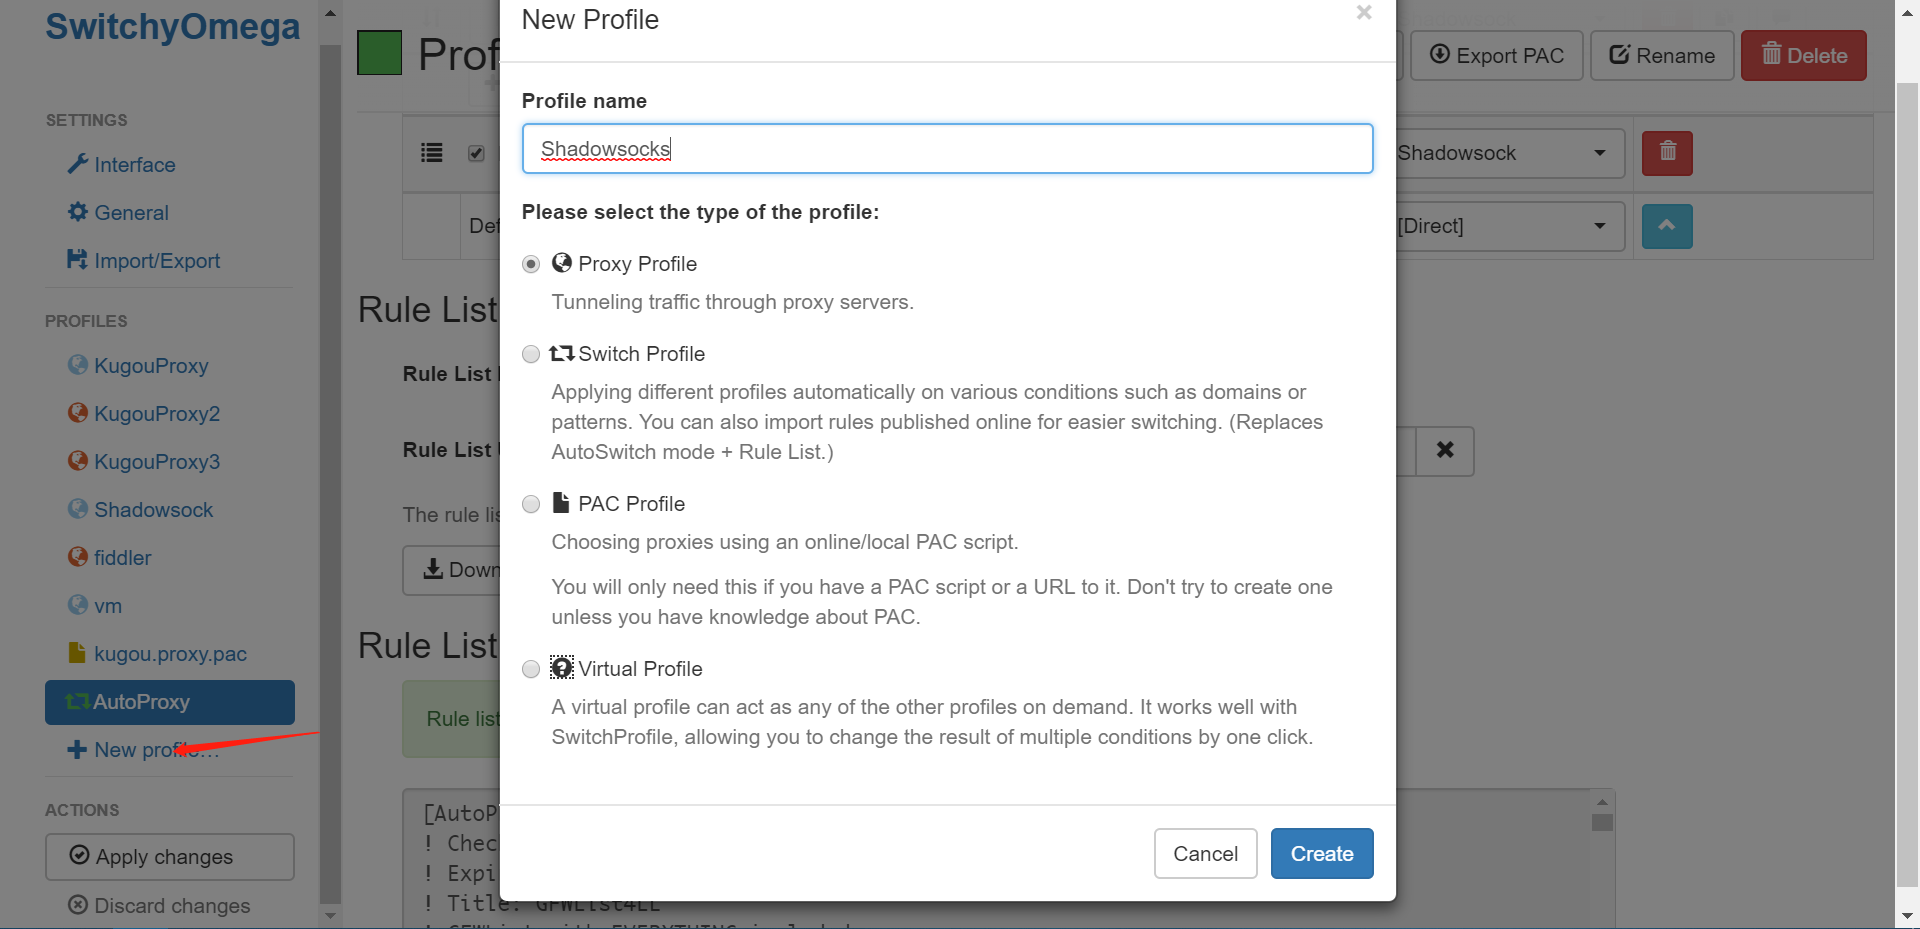 SwitchyOmega
SETTINGS
Interface
General
Import/Export
PROFILES
KugouProxy
KugouProxy2
KugouProxy3
Shadowsock
fiddler
vm
kugou.proxy.pac
AutoProxy
New profile...
ACTIONS
Apply changes
Discard changes
Prof
Export PAC
Rename
Delete
Shadowsock
Def
[Direct]
Rule List
Rule List
Rule List
The rule lis
Down
Rule List
Rule list
[AutoP
! Chec
! Expi
! Title: GFWList4LL
! GFWList with EVERYTHING included
New Profile
×
Profile name
Shadowsocks
Please select the type of the profile:
Proxy Profile
Tunneling traffic through proxy servers.
Switch Profile
Applying different profiles automatically on various conditions such as domains or
patterns. You can also import rules published online for easier switching. (Replaces
AutoSwitch mode + Rule List.)
PAC Profile
Choosing proxies using an online/local PAC script.
You will only need this if you have a PAC script or a URL to it. Don't try to create one
unless you have knowledge about PAC.
Virtual Profile
A virtual profile can act as any of the other profiles on demand. It works well with
SwitchProfile, allowing you to change the result of multiple conditions by one click.
Cancel
Create